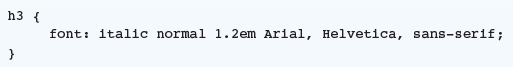 h3 {
     font: italic normal 1.2em Arial, Helvetica, sans-serif;
}